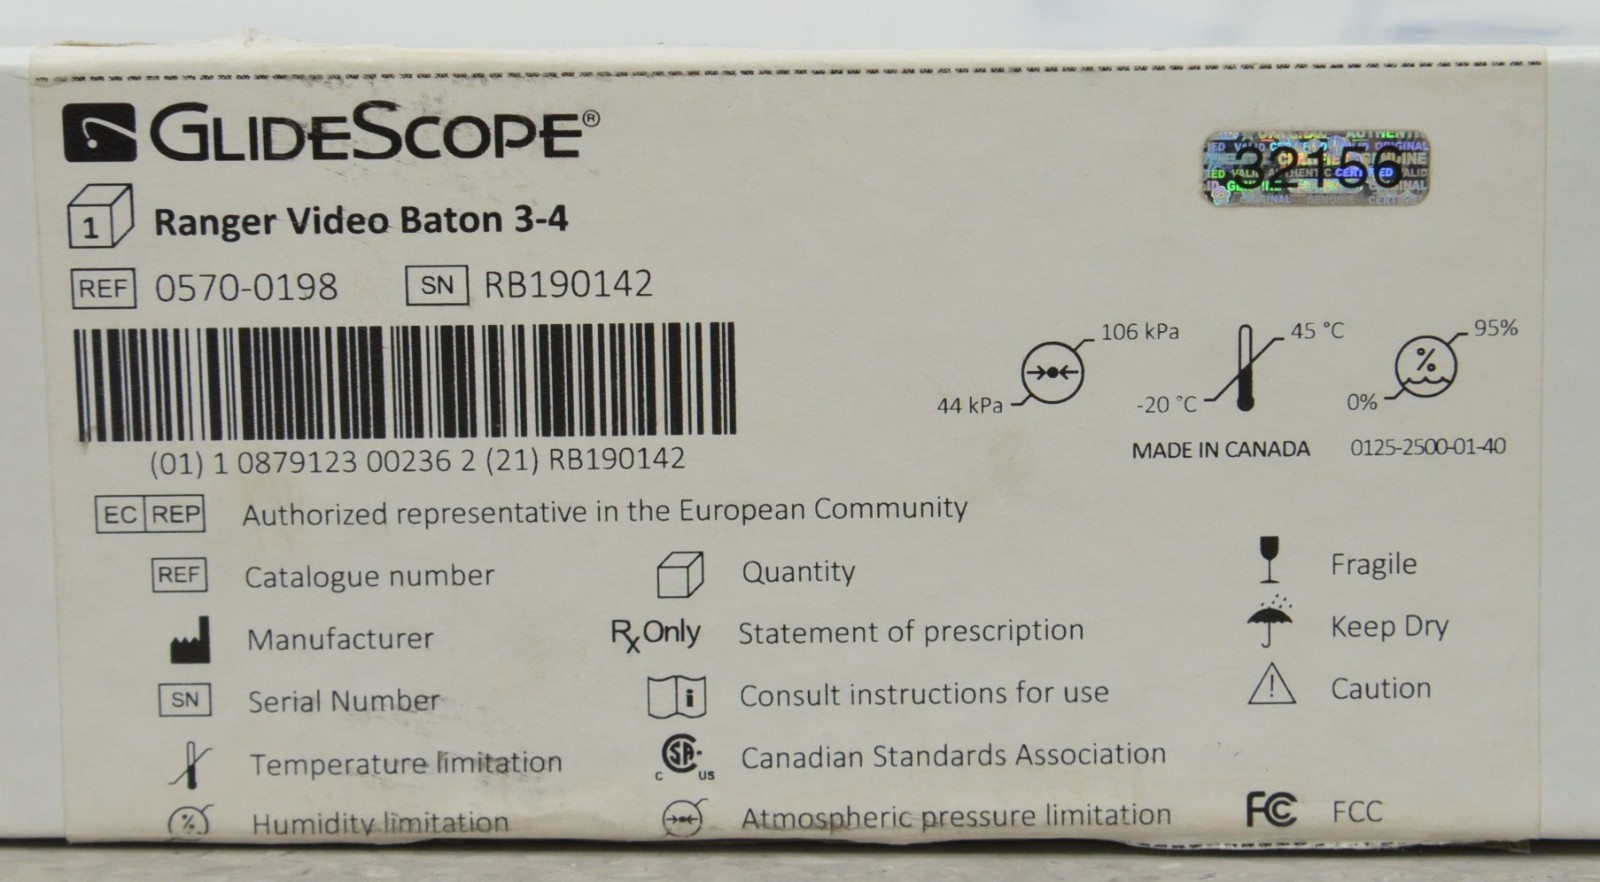 GLIDESCOPE®
1 Ranger Video Baton 3-4
REF 0570-0198 SN RB190142
(01) 1 0879123 00236 2 (21) RB190142
32156
106 kPa
44 kPa
45 °C
-20 °C
95%
0%
%
MADE IN CANADA 0125-2500-01-40
EC REP Authorized representative in the European Community
REF Catalogue number
Manufacturer
SN Serial Number
Temperature limitation
% Humidity limitation
Quantity
Rx Only Statement of prescription
i Consult instructions for use
C SA US Canadian Standards Association
Atmospheric pressure limitation
Fragile
Keep Dry
! Caution
FC FCC